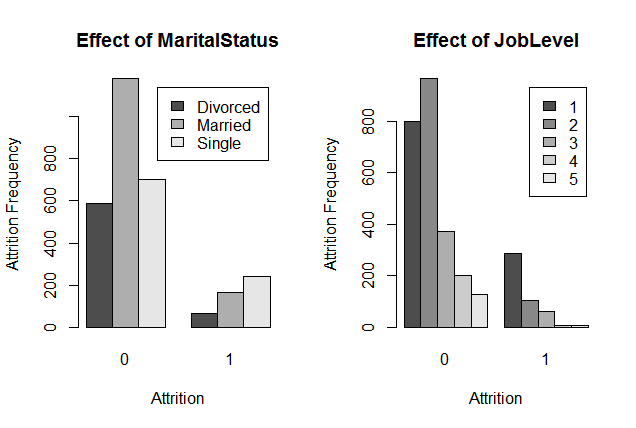 Effect of MaritalStatus
Attrition Frequency
0
200
400
600
800
Divorced
Married
Single
0
1
Attrition
Effect of JobLevel
Attrition Frequency
0
200
400
600
800
1
2
3
4
5
0
1
Attrition